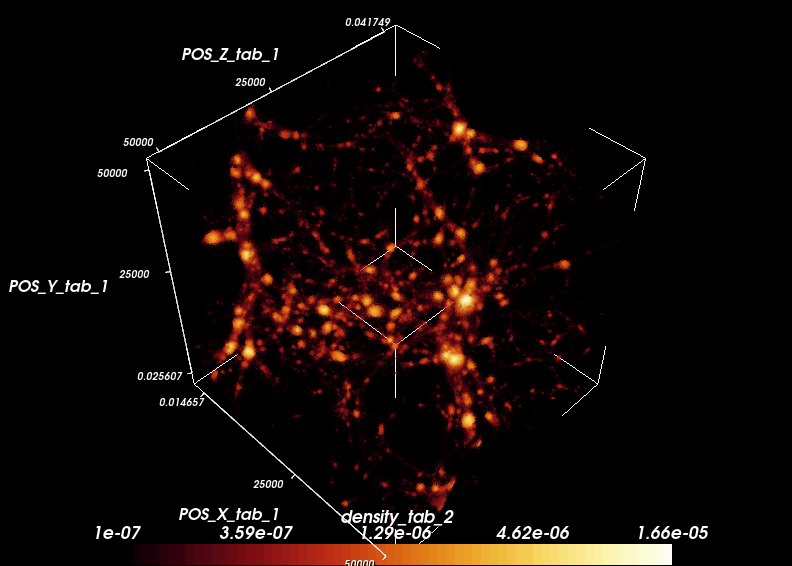 0.041749
POS_Z_tab_1
25000
50000
50000
POS_Y_tab_1
25000
0.025607
0.014657
25000
POS_X_tab_1
density_tab_2
1e-07 3.59e-07 1.29e-06 4.62e-06 1.66e-05
50000